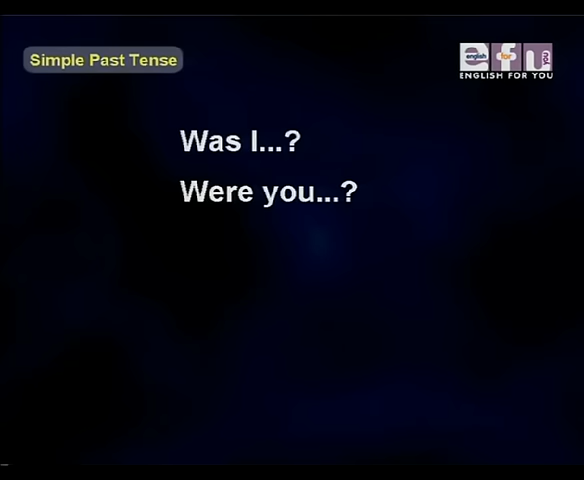 Simple Past Tense
english for you
ENGLISH FOR YOU
Was I...?
Were you...?